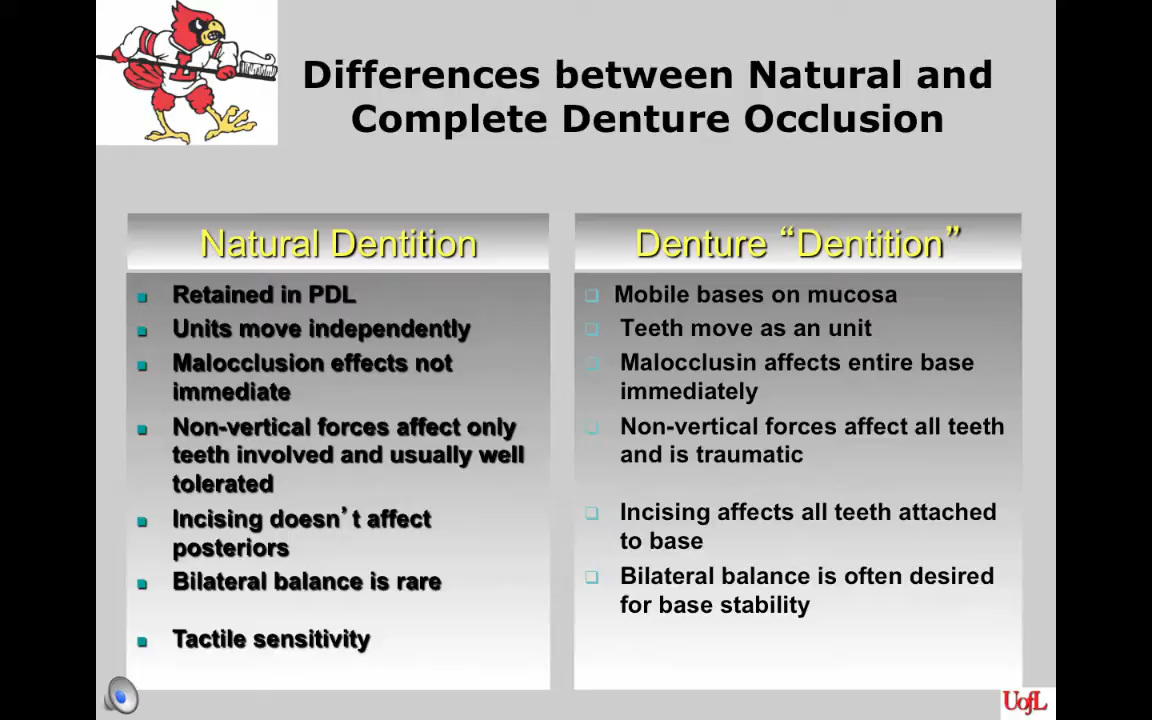 Differences between Natural and
Complete Denture Occlusion
Natural Dentition
Retained in PDL
Units move independently
Malocclusion effects not
immediate
Non-vertical forces affect only
teeth involved and usually well
tolerated
Incising doesn’t affect
posteriors
Bilateral balance is rare
Tactile sensitivity
Denture “Dentition”
Mobile bases on mucosa
Teeth move as an unit
Malocclusin affects entire base
immediately
Non-vertical forces affect all teeth
and is traumatic
Incising affects all teeth attached
to base
Bilateral balance is often desired
for base stability
UofL